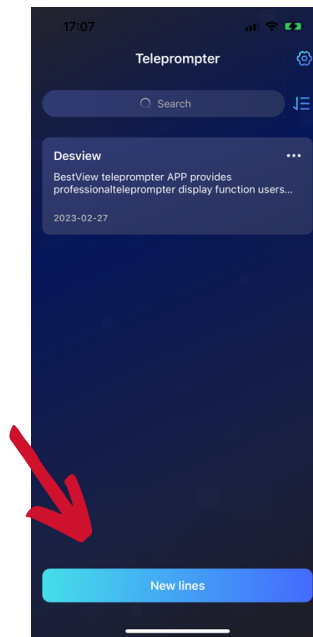 17:07
Teleprompter
Search
Desview
BestView teleprompter APP provides
professionalteleprompter display function users...
2023-02-27
New lines